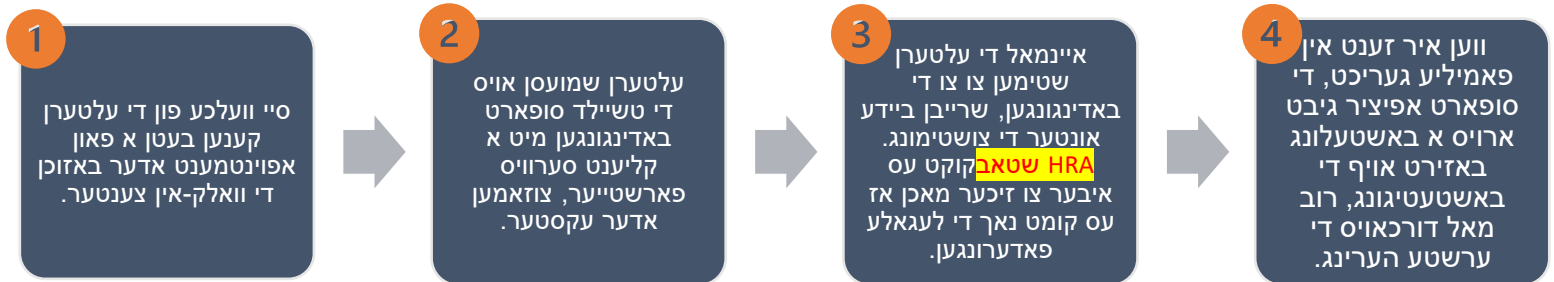 1
סיי וועלכע פון די עלטערן
קענען בעטן א פאון
אפוינטמענט אדער באזוכן
די וואלק-אין צענטער.
2
עלטערן שמועסן אויס
די טשיילד סופארט
באדינגונגען מיט א
קליענט סערוויס
פארשטייער, צוזאמען
אדער עקסטער.
3
איינמאל די עלטערן
שטימען צו צו די
באדינגונגען, שרייבן ביידע
אונטער די צושטימונג.
HRA שטאב קוקט עס
איבער צו זיכער מאכן אז
עס קומט נאך די לעגאלע
פאדערונגען.
4
ווען איר זענט אין
פאמיליע געריכט, די
סופארט אפיציר גיבט
ארויס א באשטעלונג
באזירט אויף די
באשטעטיגונג, רוב
מאל דורכאויס די
ערשטע הערינג.